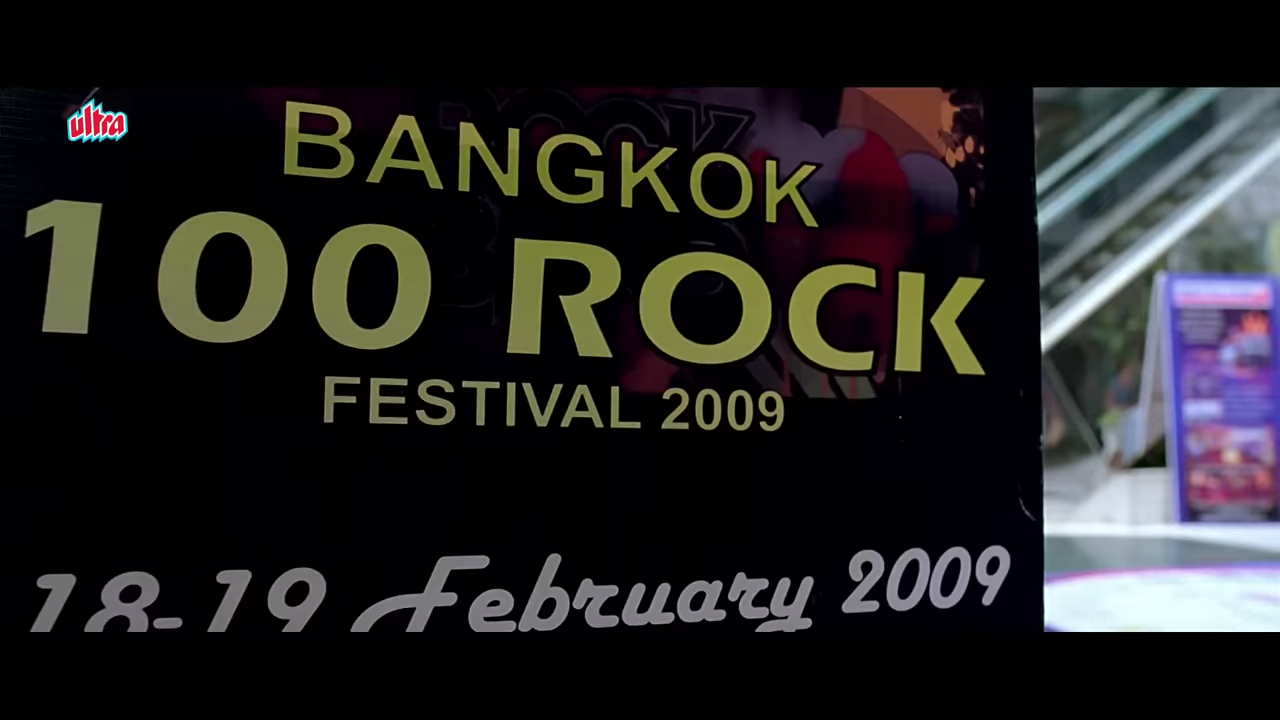 ultra
BANGKOK
100 ROCK
FESTIVAL 2009
18-19 February 2009